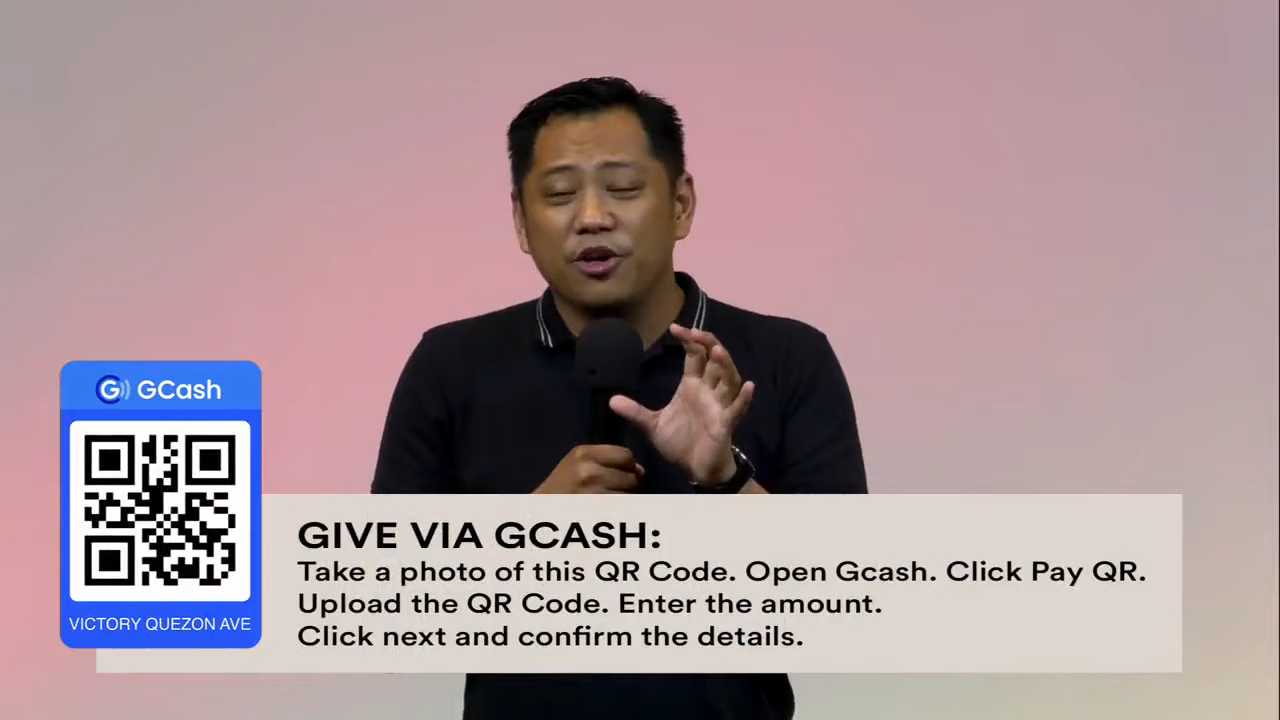 GCash
VICTORY QUEZON AVE
GIVE VIA GCASH:
Take a photo of this QR Code. Open Gcash. Click Pay QR.
Upload the QR Code. Enter the amount.
Click next and confirm the details.